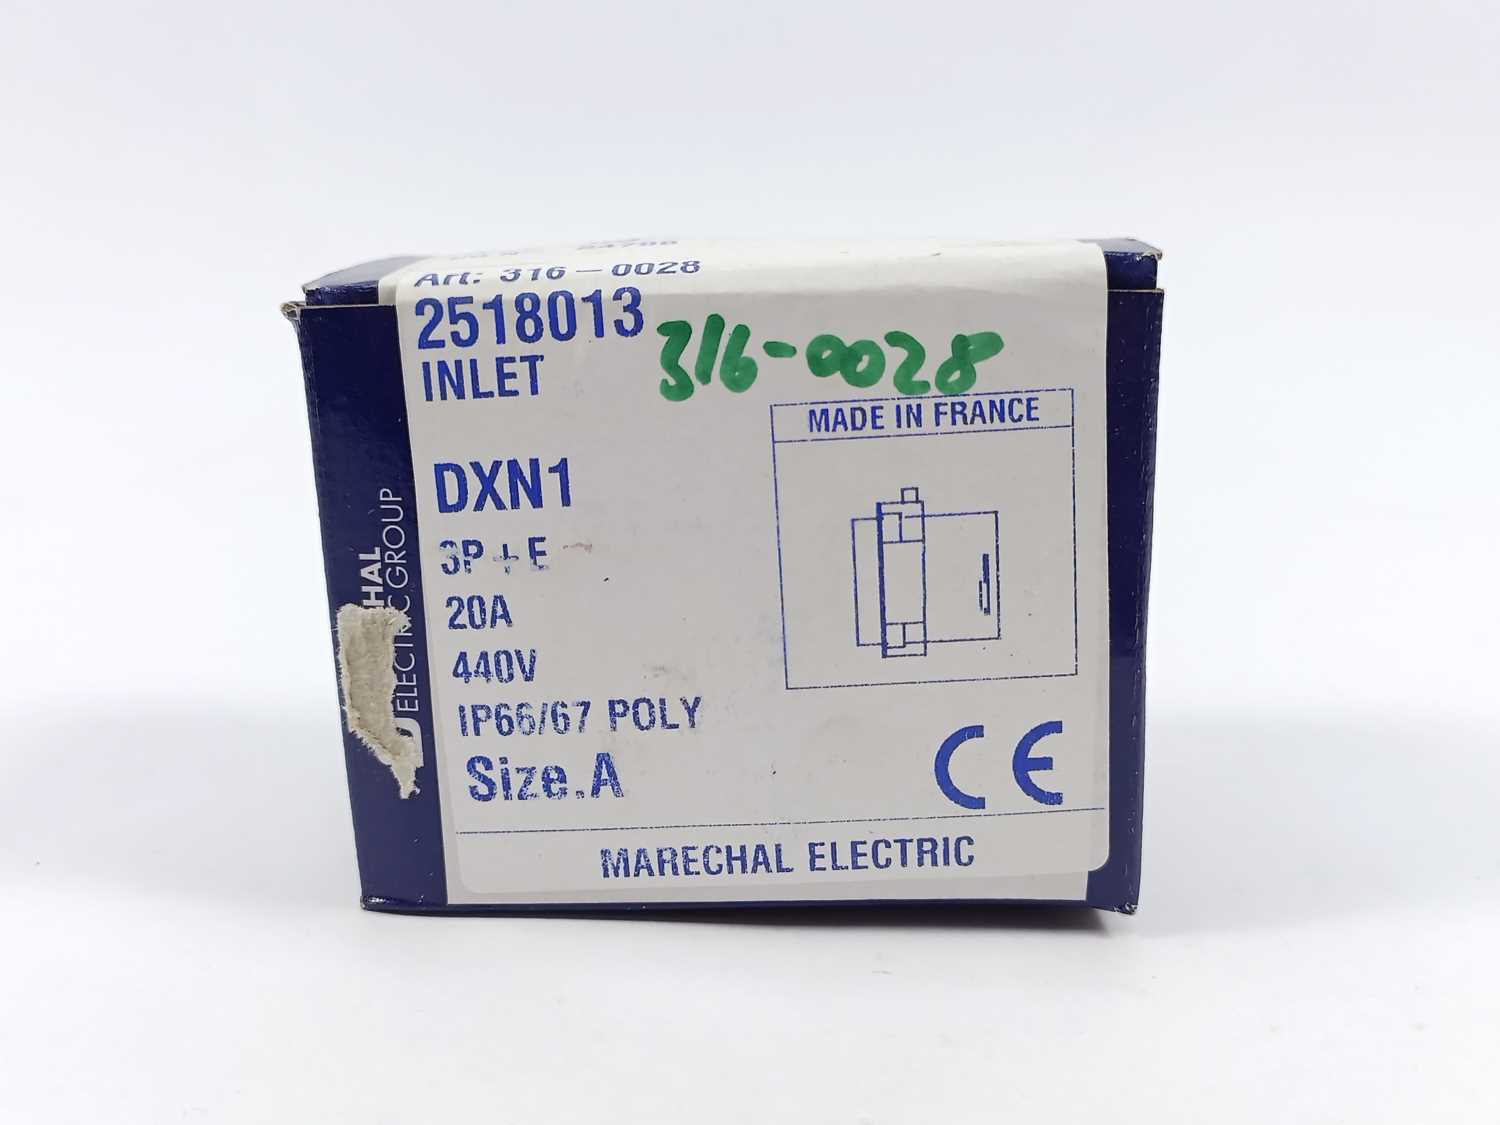 Art: 316-0028
2518013
316-0028
INLET
MADE IN FRANCE
DXN1
3P+E
20A
440V
IP66/67 POLY
Size.A
CE
MARECHAL ELECTRIC
ELECTRIC GROUP